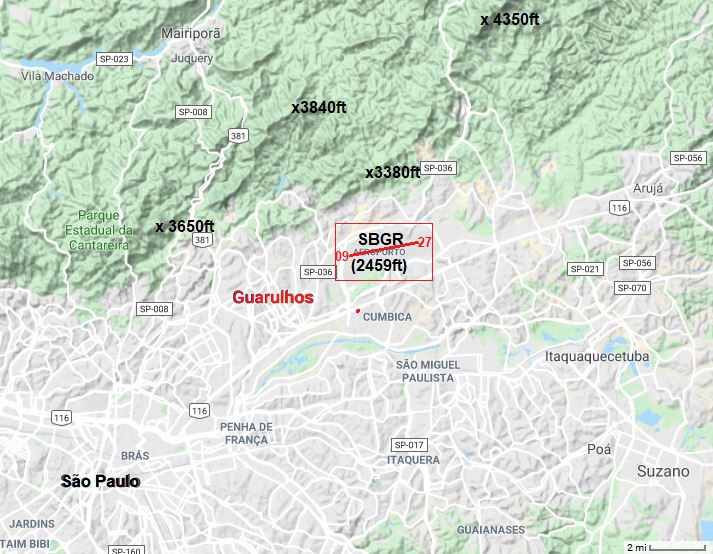 x 4350ft
Mairiporã
SP-023
Juquery
Vila Machado
x3840ft
SP-008
381
SP-056
x3380ft
SP-036
Arujá
116
Parque
Estadual da
Cantareira
x 3650ft
381
SBGR
27
09
AEROPORTO
(2459ft)
SP-036
SP-021
SP-056
SP-070
Guarulhos
SP-008
CUMBICA
Itaquaquecetuba
SÃO MIGUEL
PAULISTA
116
116
PENHA DE
FRANÇA
SP-017
Poá
BRÁS
ITAQUERA
Suzano
São Paulo
JARDINS
GUAIANASES
TAIM BIBI
SP-160
2 mi